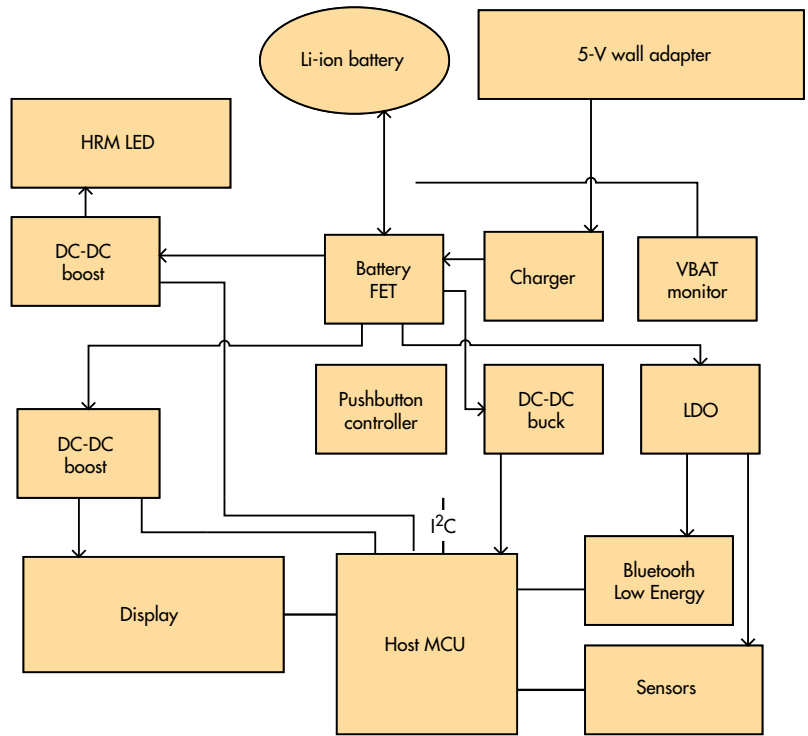 Li-ion battery
5-V wall adapter
HRM LED
DC-DC
boost
Battery
FET
Charger
VBAT
monitor
Pushbutton
controller
DC-DC
buck
LDO
DC-DC
boost
I²C
Bluetooth
Low Energy
Display
Host MCU
Sensors